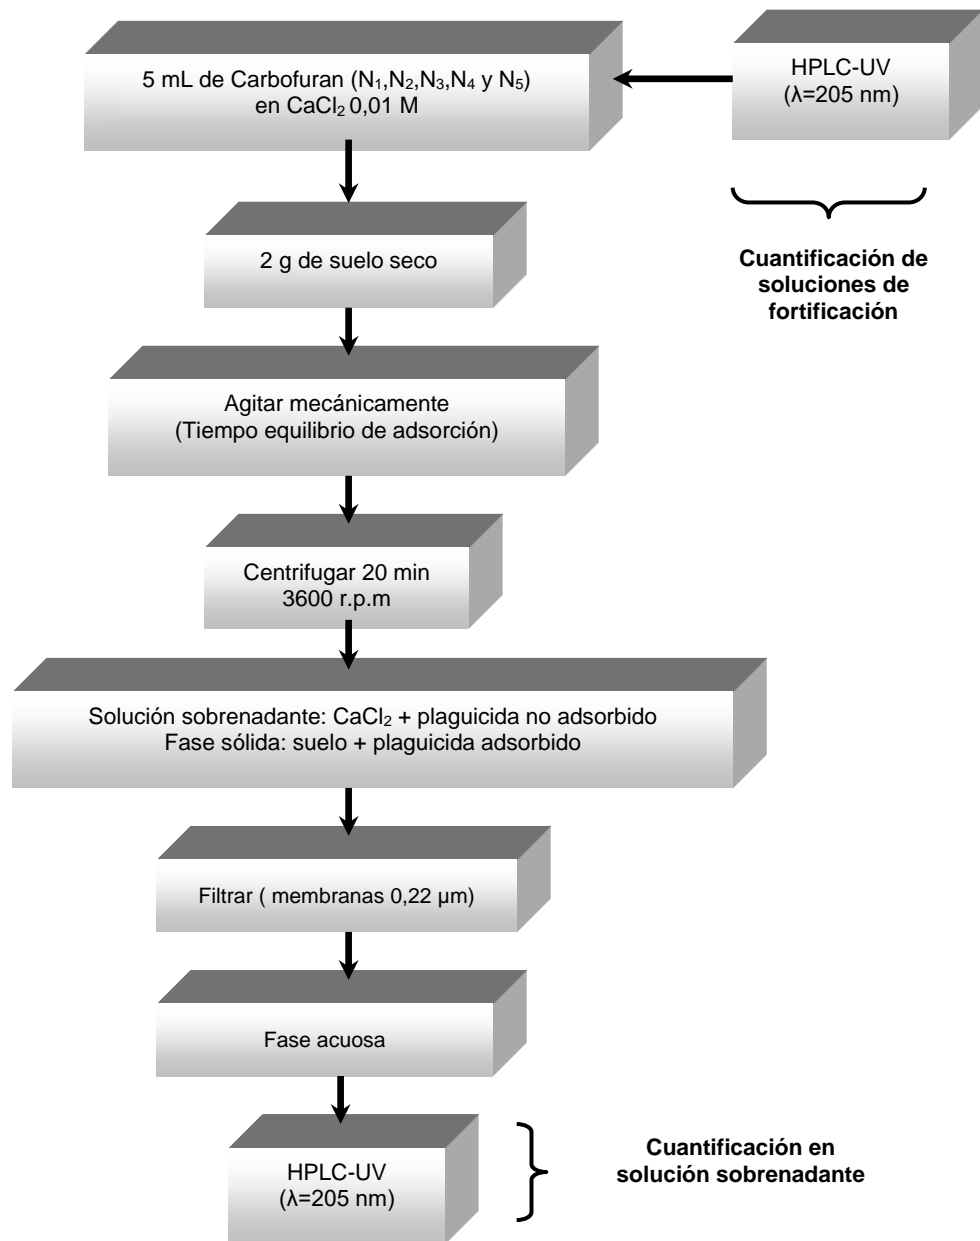 5 mL de Carbofuran (N₁,N₂,N₃,N₄ y N₅)
en CaCl₂ 0,01 M
HPLC-UV
(λ=205 nm)
Cuantificación de
soluciones de
fortificación
2 g de suelo seco
Agitar mecánicamente
(Tiempo equilibrio de adsorción)
Centrifugar 20 min
3600 r.p.m
Solución sobrenadante: CaCl₂ + plaguicida no adsorbido
Fase sólida: suelo + plaguicida adsorbido
Filtrar ( membranas 0,22 µm)
Fase acuosa
HPLC-UV
(λ=205 nm)
Cuantificación en
solución sobrenadante